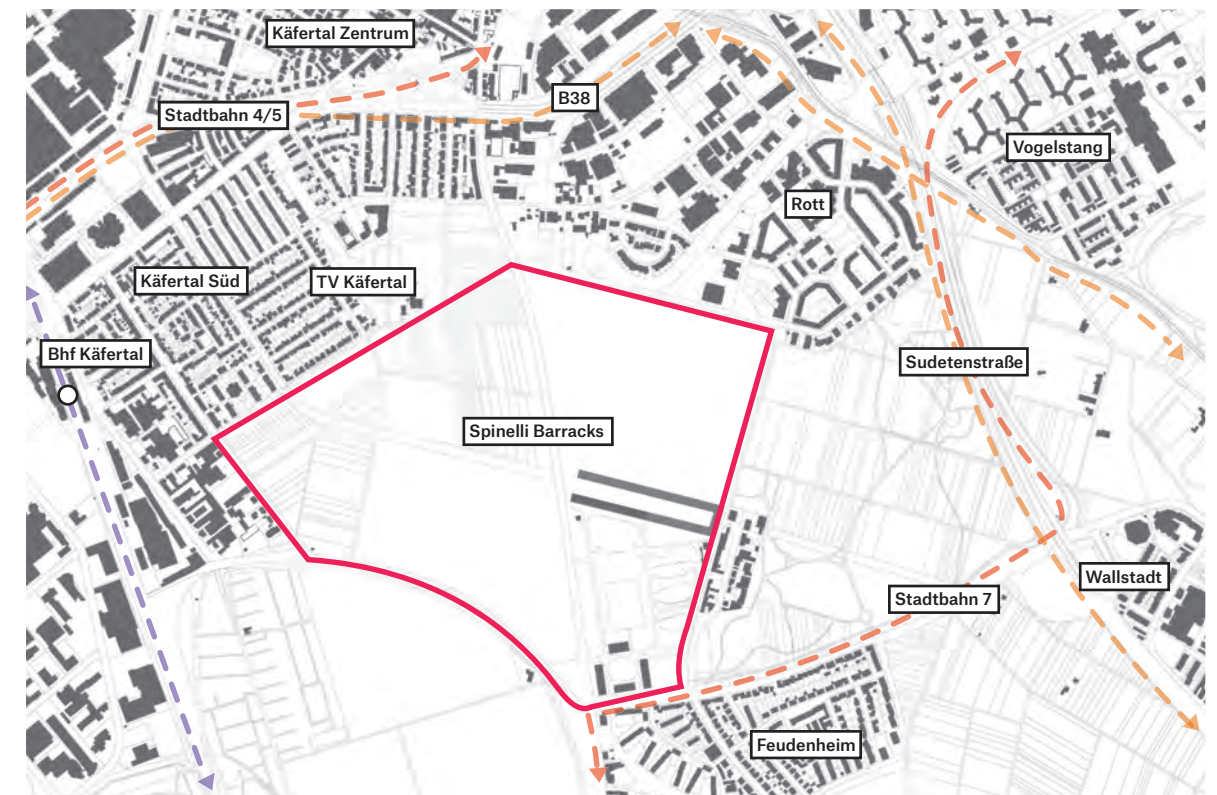 Käfertal Zentrum
B38
Stadtbahn 4/5
Vogelstang
Rott
Käfertal Süd
TV Käfertal
Bhf Käfertal
Sudetenstraße
Spinelli Barracks
Wallstadt
Stadtbahn 7
Feudenheim